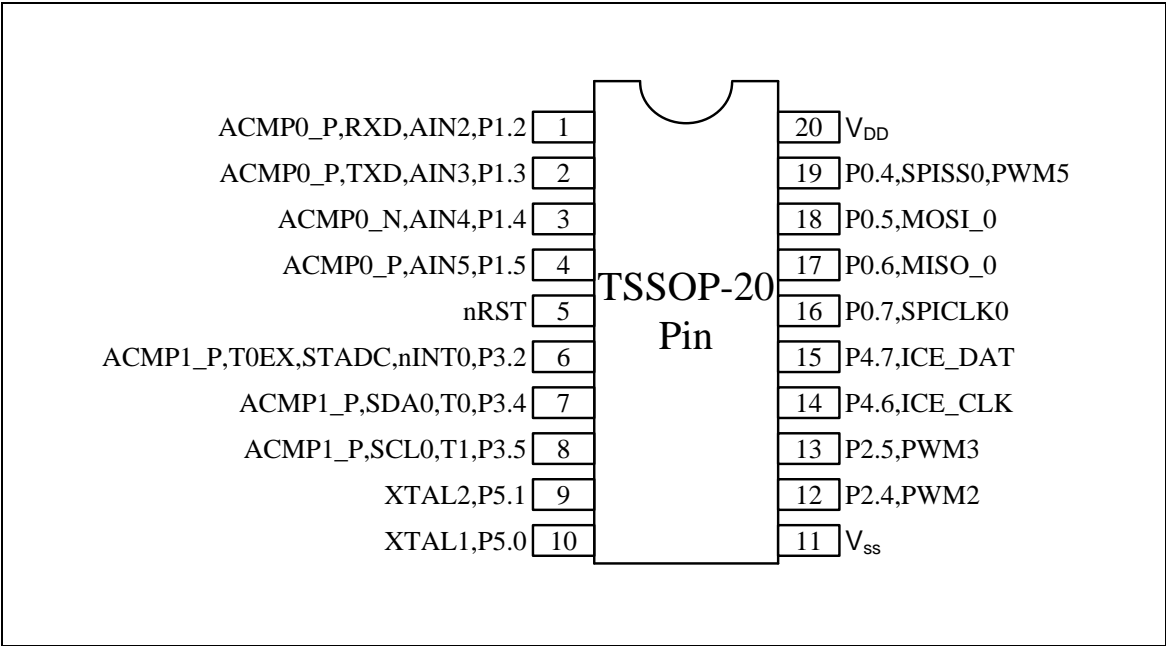 ACMP0_P,RXD,AIN2,P1.2 1
ACMP0_P,TXD,AIN3,P1.3 2
ACMP0_N,AIN4,P1.4 3
ACMP0_P,AIN5,P1.5 4
nRST 5
ACMP1_P,T0EX,STADC,nINT0,P3.2 6
ACMP1_P,SDA0,T0,P3.4 7
ACMP1_P,SCL0,T1,P3.5 8
XTAL2,P5.1 9
XTAL1,P5.0 10
TSSOP-20
Pin
20 VDD
19 P0.4,SPISS0,PWM5
18 P0.5,MOSI_0
17 P0.6,MISO_0
16 P0.7,SPICLK0
15 P4.7,ICE_DAT
14 P4.6,ICE_CLK
13 P2.5,PWM3
12 P2.4,PWM2
11 Vss